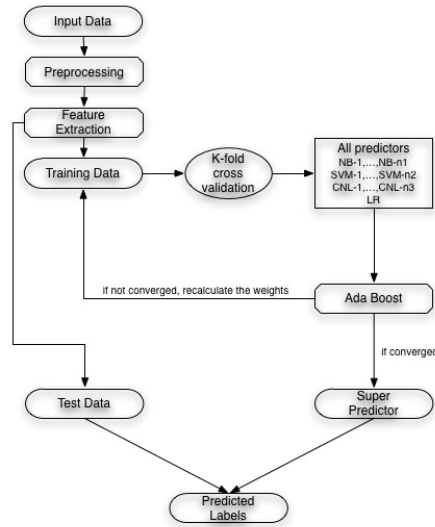 Input Data
Preprocessing
Feature
Extraction
Training Data
K-fold
cross
validation
All predictors
NB-1,...,NB-n1
SVM-1,...,SVM-n2
CNL-1,...,CNL-n3
LR
if not converged, recalculate the weights
Ada Boost
if converged
Test Data
Super
Predictor
Predicted
Labels